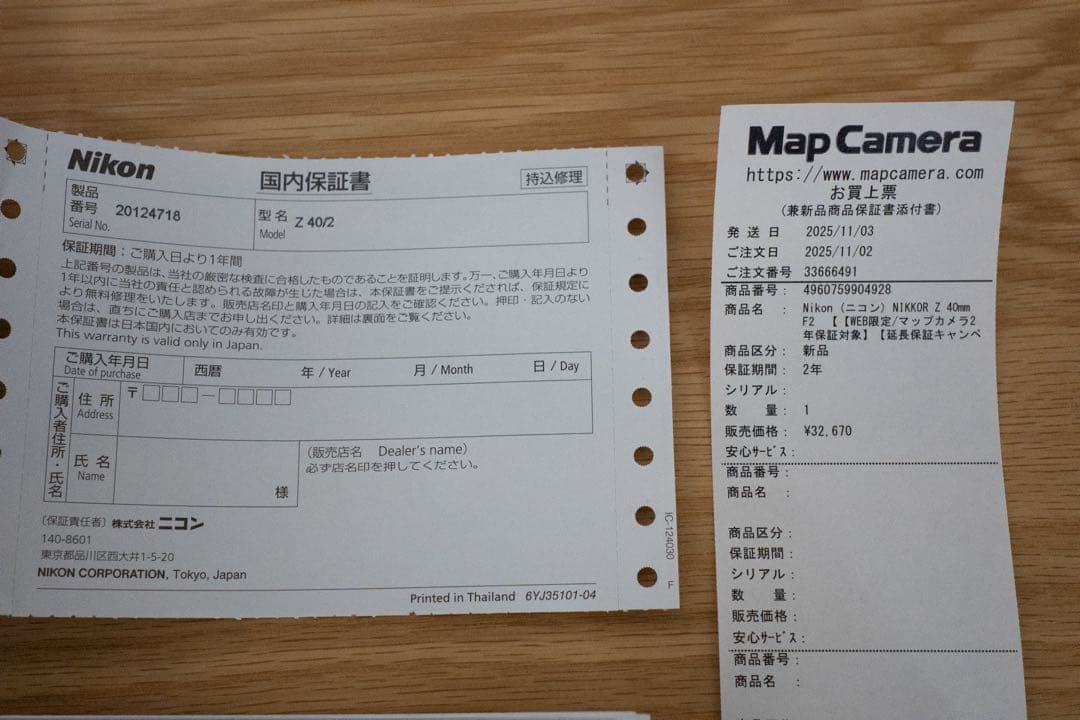 Nikon
国内保証書
持込修理
製品
番号 20124718
Serial No.
型名 Z 40/2
Model
保証期間：ご購入日より1年間
上記番号の製品は、当社の厳密な検査に合格したものであることを証明します。万一、ご購入年月日より
1年以内に当社の責任と認められる故障が生じた場合は、本保証書をご提示くだされば、保証規定に
より無料修理をいたします。販売店名印と購入年月日の記入をご確認ください。押印・記入のない
場合は、直ちにご購入店までお申し出ください。詳細は裏面をご覧ください。
本保証書は日本国内においてのみ有効です。
This warranty is valid only in Japan.
ご購入年月日
Date of purchase
西暦 年 / Year 月 / Month 日 / Day
ご購入者住所・氏名
住所
Address
〒
氏名
Name
様
(販売店名 Dealer's name)
必ず店名印を押してください。
〔保証責任者〕株式会社ニコン
140-8601
東京都品川区西大井1-5-20
NIKON CORPORATION, Tokyo, Japan
Printed in Thailand 6YJ35101-04
IC-124030 F
Map Camera
https://www.mapcamera.com
お買上票
(兼新品商品保証書添付書)
発送日 2025/11/03
ご注文日 2025/11/02
ご注文番号 33666491
商品番号： 4960759904928
商品名： Nikon (ニコン) NIKKOR Z 40mm
F2 【【WEB限定/マップカメラ2
年保証対象】【延長保証キャンペ
商品区分： 新品
保証期間： 2年
シリアル：
数量： 1
販売価格： ¥32,670
安心ｻｰﾋﾞｽ：
商品番号：
商品名：
商品区分：
保証期間：
シリアル：
数量：
販売価格：
安心ｻｰﾋﾞｽ：
商品番号：
商品名：